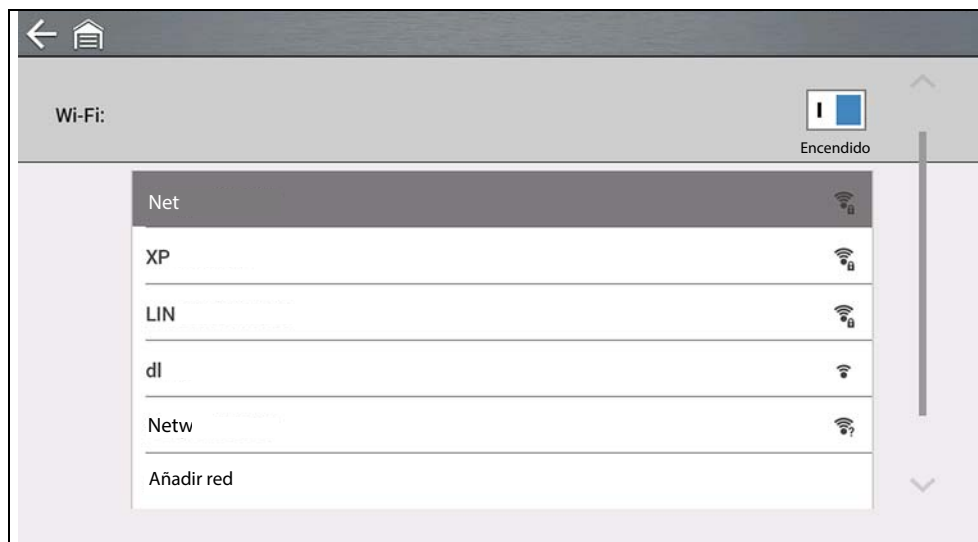 Wi-Fi:
Encendido
Net
XP
LIN
dl
Netw
Añadir red